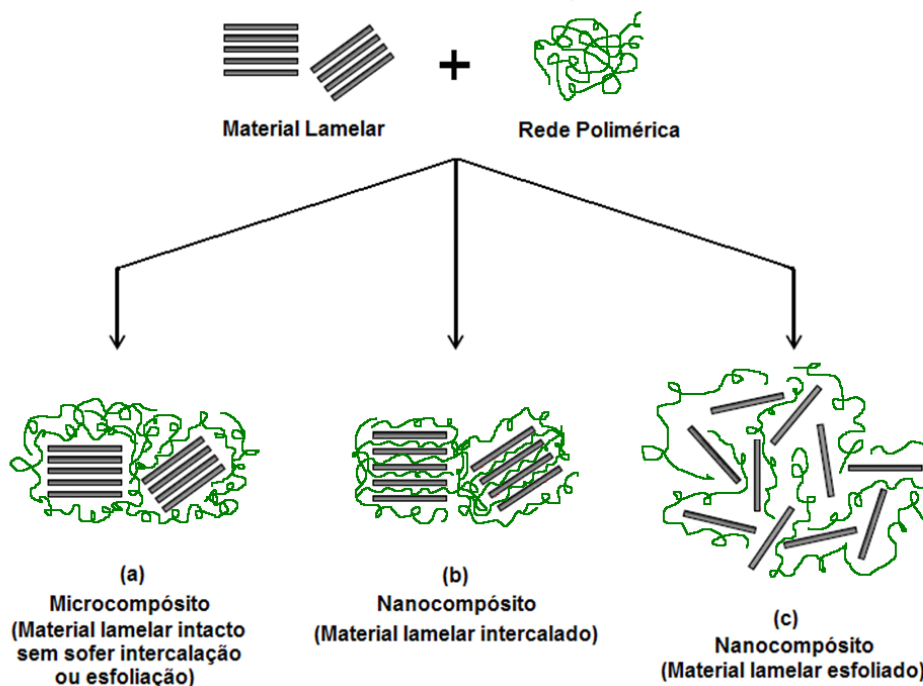 +
Material Lamelar
Rede Polimérica
(a)
Microcompósito
(Material lamelar intacto
sem sofer intercalação
ou esfoliação)
(b)
Nanocompósito
(Material lamelar intercalado)
(c)
Nanocompósito
(Material lamelar esfoliado)